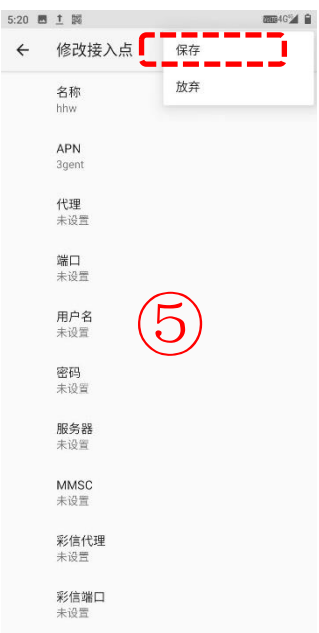 5:20
4G
修改接入点
保存
放弃
名称
hhw
APN
3gent
代理
未设置
端口
未设置
用户名
未设置
⑤
密码
未设置
服务器
未设置
MMSC
未设置
彩信代理
未设置
彩信端口
未设置